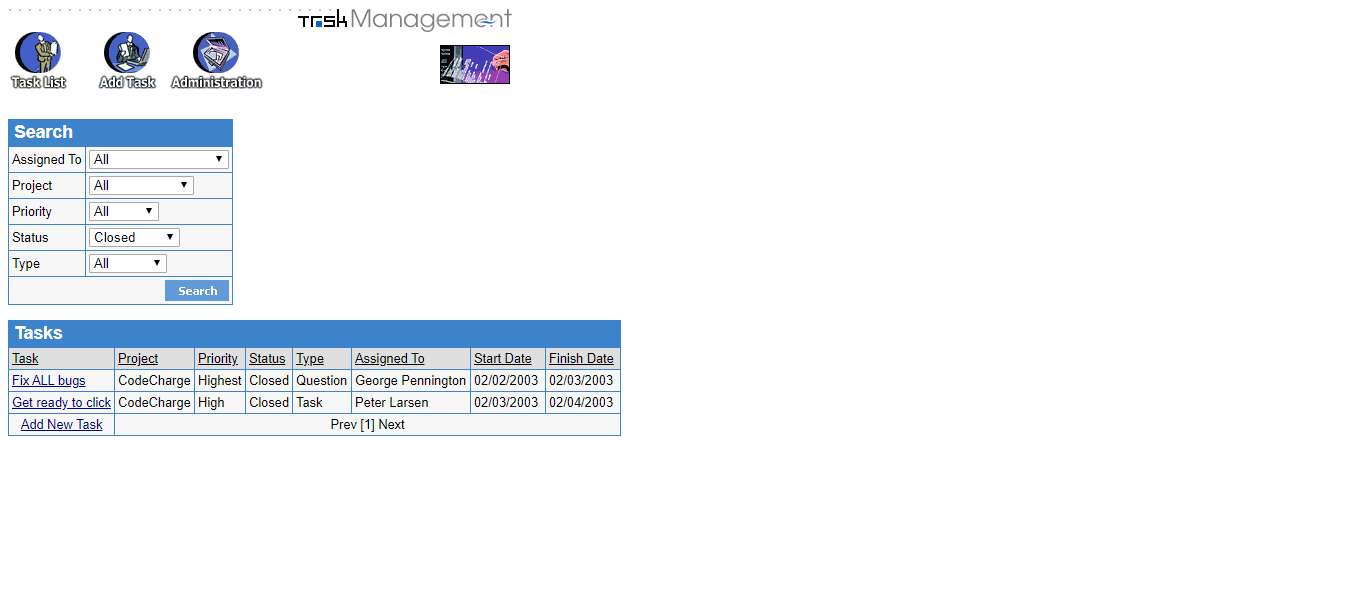 Task Management
Task List Add Task Administration
Search
Assigned To All
Project All
Priority All
Status Closed
Type All
Search
Tasks
Task Project Priority Status Type Assigned To Start Date Finish Date
Fix ALL bugs CodeCharge Highest Closed Question George Pennington 02/02/2003 02/03/2003
Get ready to click CodeCharge High Closed Task Peter Larsen 02/03/2003 02/04/2003
Add New Task Prev [1] Next